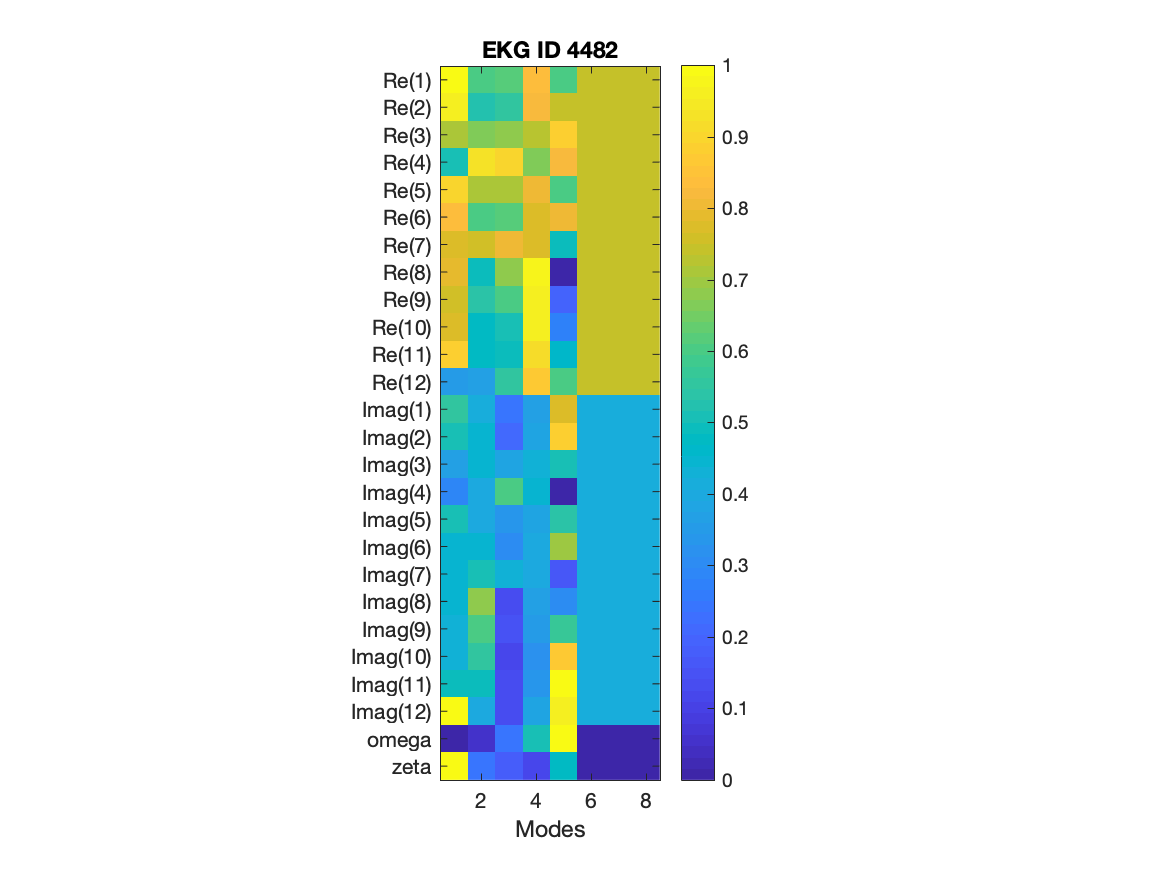 EKG ID 4482
Re(1)
Re(2)
Re(3)
Re(4)
Re(5)
Re(6)
Re(7)
Re(8)
Re(9)
Re(10)
Re(11)
Re(12)
Imag(1)
Imag(2)
Imag(3)
Imag(4)
Imag(5)
Imag(6)
Imag(7)
Imag(8)
Imag(9)
Imag(10)
Imag(11)
Imag(12)
omega
zeta
2 4 6 8
Modes
1
0.9
0.8
0.7
0.6
0.5
0.4
0.3
0.2
0.1
0